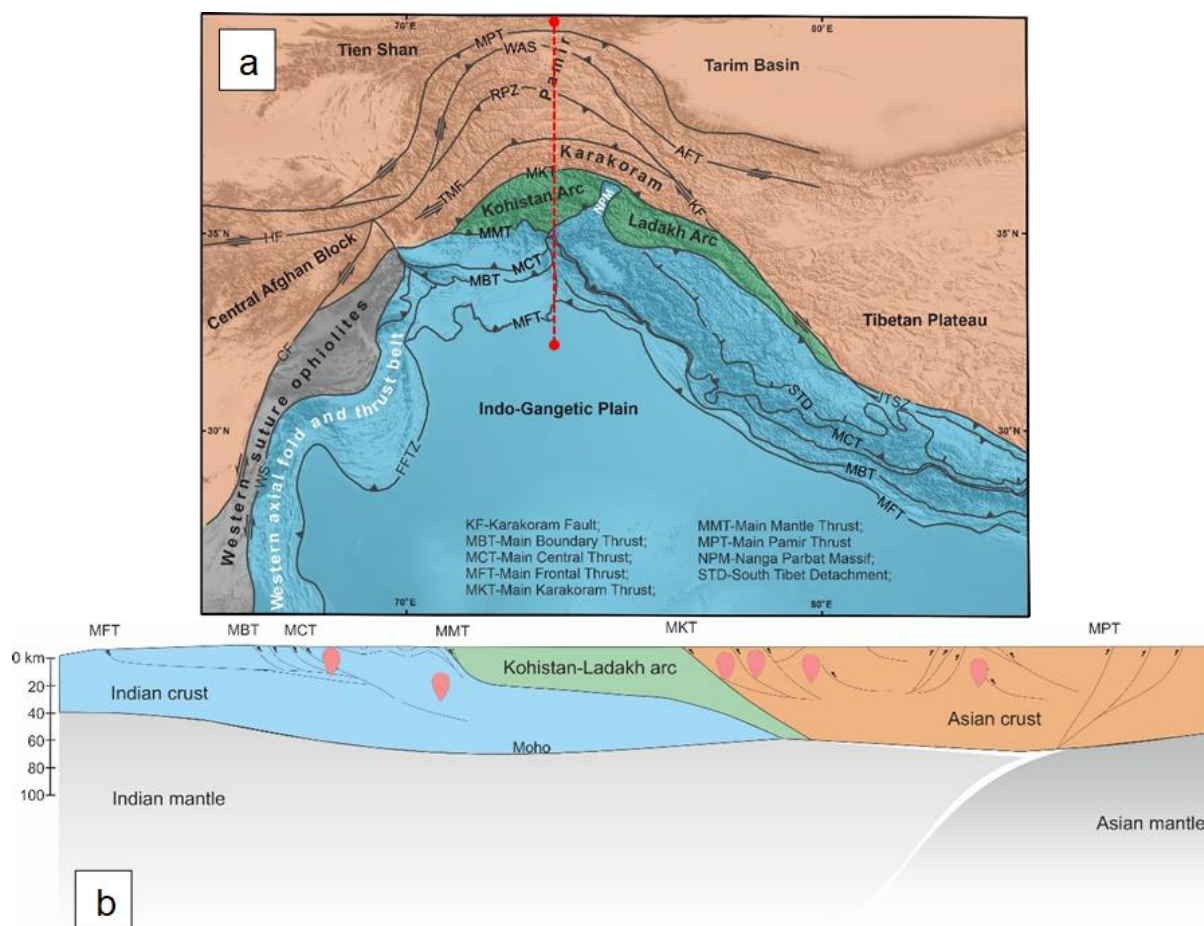 a
70°E
80°E
Tien Shan
MPT
WAS
Pamir
Tarim Basin
RPZ
AFT
Karakoram
MKT
TMF
Kohistan Arc
NPM
KF
Ladakh Arc
35°N
HF
MMT
35°N
Central Afghan Block
MCT
MBT
MFT
Tibetan Plateau
CF
Western suture ophiolites
Western axial fold and thrust belt
Indo-Gangetic Plain
STD
ITSZ
30°N
30°N
MCT
WS
FFTZ
MBT
MFT
KF-Karakoram Fault;
MBT-Main Boundary Thrust;
MCT-Main Central Thrust;
MFT-Main Frontal Thrust;
MKT-Main Karakoram Thrust;
MMT-Main Mantle Thrust;
MPT-Main Pamir Thrust
NPM-Nanga Parbat Massif;
STD-South Tibet Detachment;
70°E
80°E
MFT MBT MCT MMT MKT MPT
0 km
20
40
60
80
100
Indian crust
Kohistan-Ladakh arc
Asian crust
Moho
Indian mantle
Asian mantle
b